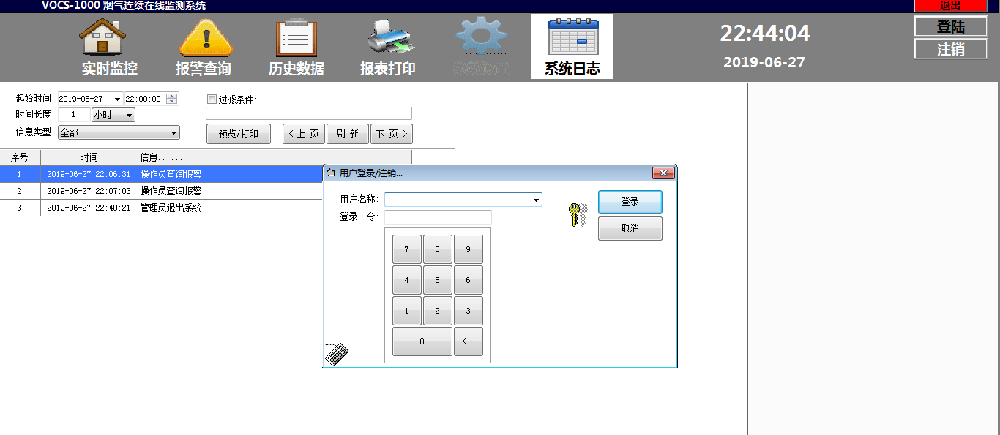 VOCS-1000 烟气连续在线监测系统
退出
登陆
注销
22:44:04
2019-06-27
实时监控
报警查询
历史数据
报表打印
系统日志
起始时间: 2019-06-27 22:00:00
时间长度: 1 小时
信息类型: 全部
过滤条件:
预览/打印
<上 页
刷 新
下 页>
序号 时间 信息......
1 2019-06-27 22:06:31 操作员查询报警
2 2019-06-27 22:07:03 操作员查询报警
3 2019-06-27 22:40:21 管理员退出系统
用户登录/注销...
用户名称:
登录口令:
登录
取消
7 8 9
4 5 6
1 2 3
0 <--